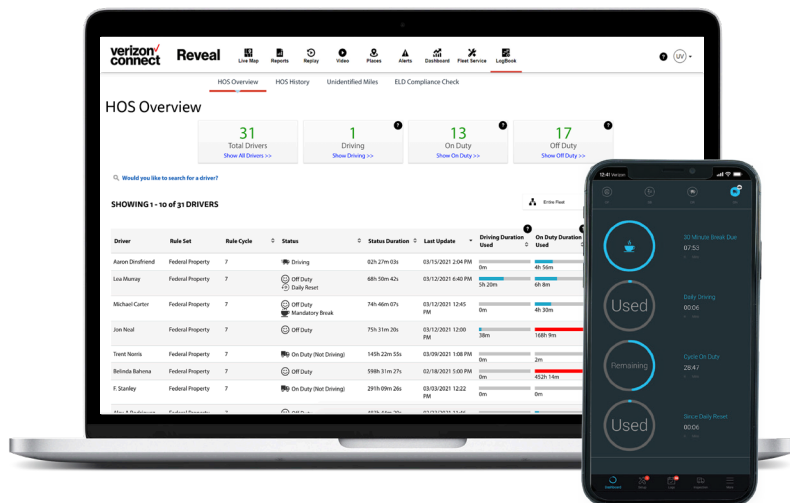 verizon✓
connect
Reveal
Live Map
Reports
Replay
Video
Places
Alerts
Dashboard
Fleet Service
LogBook
?
UV
HOS Overview
HOS History
Unidentified Miles
ELD Compliance Check
HOS Overview
31
Total Drivers
Show All Drivers >>
?
1
Driving
Show Driving >>
?
13
On Duty
Show On Duty >>
?
17
Off Duty
Show Off Duty >>
Would you like to search for a driver?
SHOWING 1 - 10 of 31 DRIVERS
Entire Fleet
Driver Rule Set Rule Cycle Status Status Duration Last Update Driving Duration Used ? On Duty Duration Used ?
Aaron Dinsfriend Federal Property 7 Driving 02h 27m 03s 03/15/2021 2:04 PM 0m 4h 56m
Lea Murray Federal Property 7 Off Duty 68h 50m 42s 03/12/2021 6:40 PM 5h 20m 6h 8m
Daily Reset
Michael Carter Federal Property 7 Off Duty 74h 46m 07s 03/12/2021 12:45 PM 0m 4h 30m
Mandatory Break
Jon Neal Federal Property 7 Off Duty 75h 31m 20s 03/12/2021 12:00 PM 38m 168h 9m
Trent Norris Federal Property 7 On Duty (Not Driving) 145h 22m 55s 03/09/2021 1:08 PM 0m 2m
Belinda Bahena Federal Property 7 Off Duty 598h 31m 27s 02/18/2021 5:00 PM 0m 452h 14m
F. Stanley Federal Property 7 On Duty (Not Driving) 291h 09m 26s 03/03/2021 12:22 PM 0m 0m
12:41 Verizon
30 Minute Break Due
07:53
Used
Daily Driving
00:06
Remaining
Cycle On Duty
28:47
Used
Since Daily Reset
00:06
Dashboard